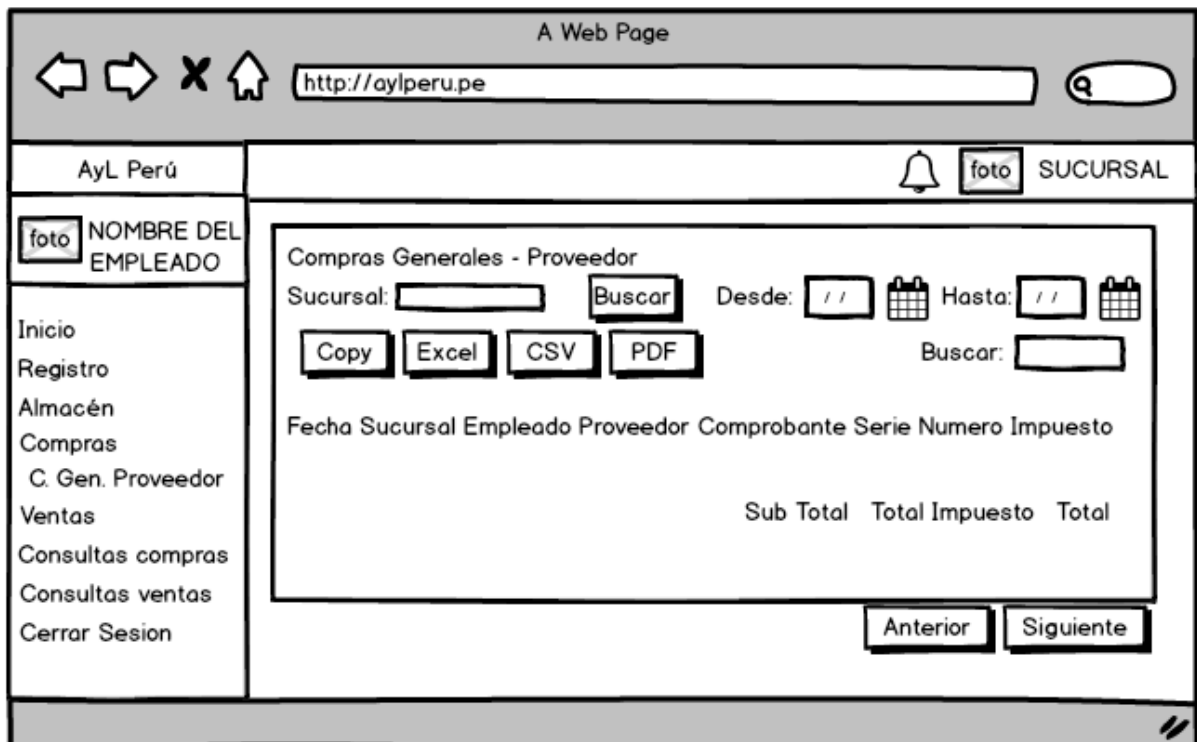 A Web Page
http://aylperu.pe
AyL Perú
foto SUCURSAL
foto NOMBRE DEL
EMPLEADO
Inicio
Registro
Almacén
Compras
C. Gen. Proveedor
Ventas
Consultas compras
Consultas ventas
Cerrar Sesion
Compras Generales - Proveedor
Sucursal: Buscar Desde: / / Hasta: / /
Copy Excel CSV PDF Buscar:
Fecha Sucursal Empleado Proveedor Comprobante Serie Numero Impuesto
Sub Total Total Impuesto Total
Anterior Siguiente